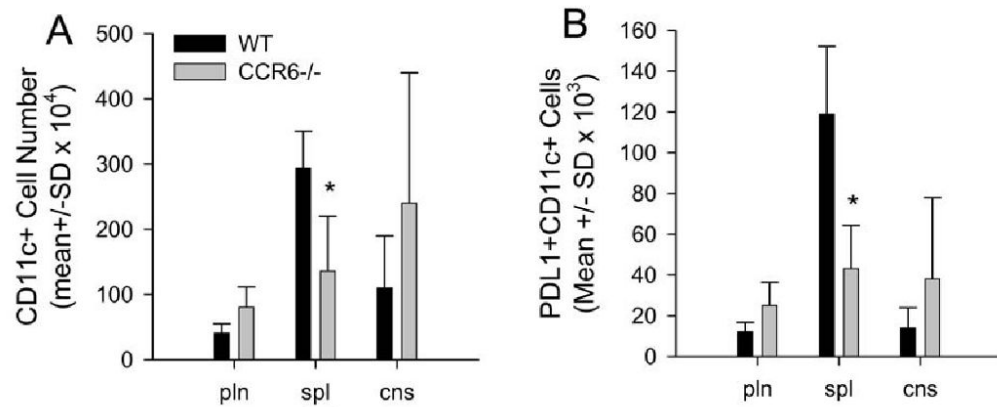 A
CD11c+ Cell Number
(mean+/-SD x 10⁴)
500
400
300
200
100
0
WT
CCR6-/-
*
pln
spl
cns
B
PDL1+CD11c+ Cells
(Mean +/- SD x 10³)
160
140
120
100
80
60
40
20
0
*
pln
spl
cns